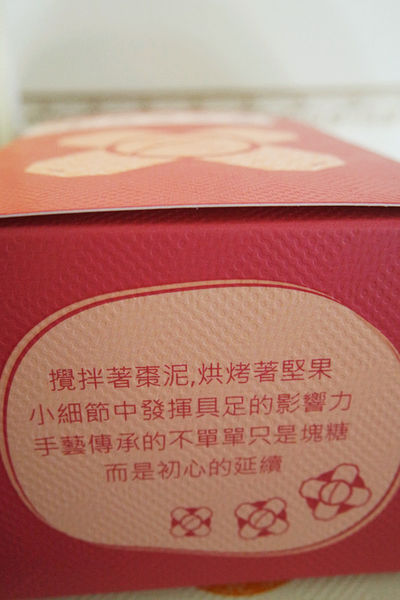 攪拌著棗泥,烘烤著堅果
小細節中發揮具足的影響力
手藝傳承的不單單只是塊糖
而是初心的延續